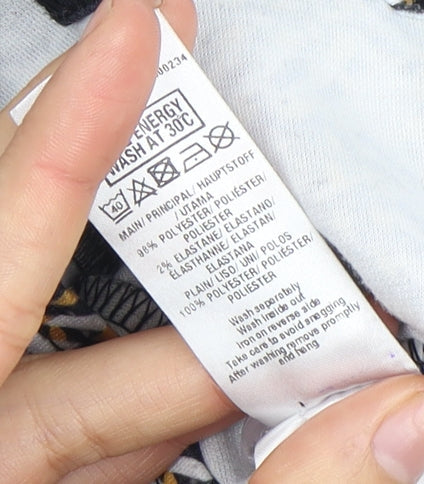 00234
ENERGY
WASH AT 30°C
40
MAIN/ PRINCIPAL/ HAUPTSTOFF
/ UTAMA
98% POLYESTER/ POLIÉSTER/
POLIESTER
2% ELASTANE/ ELASTANO/
ÉLASTHANNE/ ELASTAN/
ELASTANA
PLAIN/ LISO/ UNI/ POLOS
100% POLYESTER/ POLIÉSTER/
POLIESTER
Wash separately
Wash inside out
Iron on reverse side
Take care to avoid snagging
After washing remove promptly
and hang